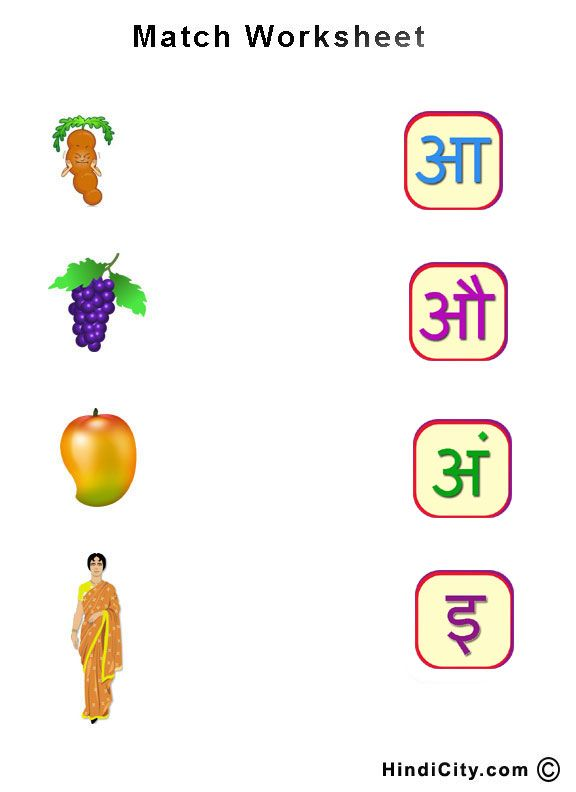 Match Worksheet
आ
औ
अं
इ
HindiCity.com ©